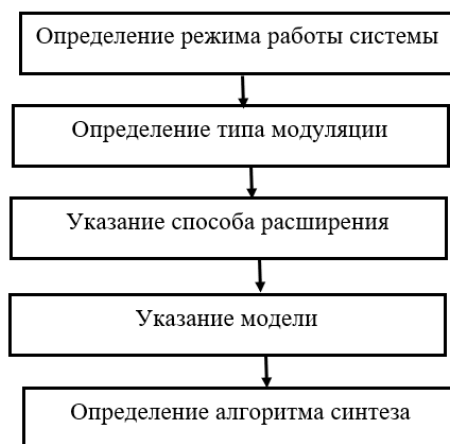 Определение режима работы системы
Определение типа модуляции
Указание способа расширения
Указание модели
Определение алгоритма синтеза